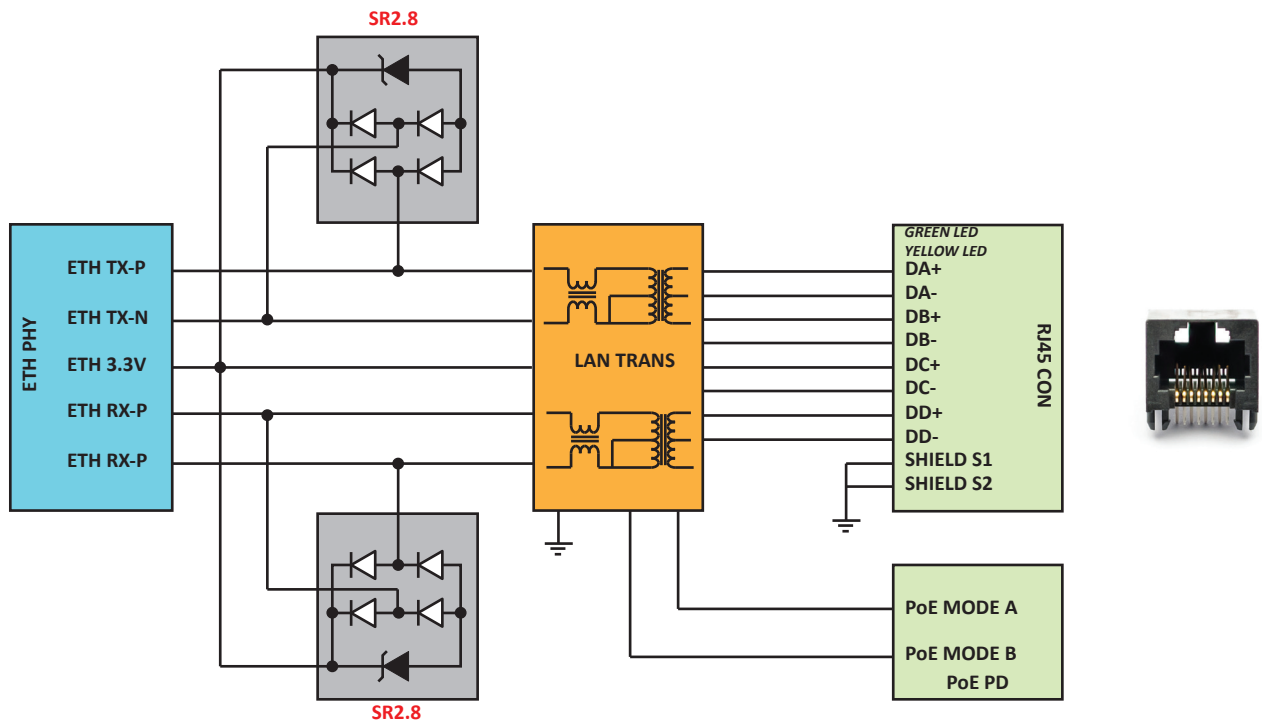 SR2.8
ETH PHY
ETH TX-P
ETH TX-N
ETH 3.3V
ETH RX-P
ETH RX-P
LAN TRANS
GREEN LED
YELLOW LED
DA+
DA-
DB+
DB-
DC+
DC-
DD+
DD-
SHIELD S1
SHIELD S2
RJ45 CON
PoE MODE A
PoE MODE B
PoE PD
SR2.8